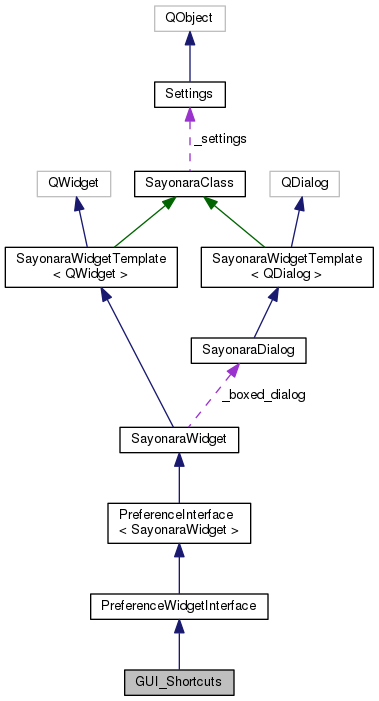 QObject
Settings
_settings
QWidget
SayonaraClass
QDialog
SayonaraWidgetTemplate
< QWidget >
SayonaraWidgetTemplate
< QDialog >
SayonaraDialog
_boxed_dialog
SayonaraWidget
PreferenceInterface
< SayonaraWidget >
PreferenceWidgetInterface
GUI_Shortcuts